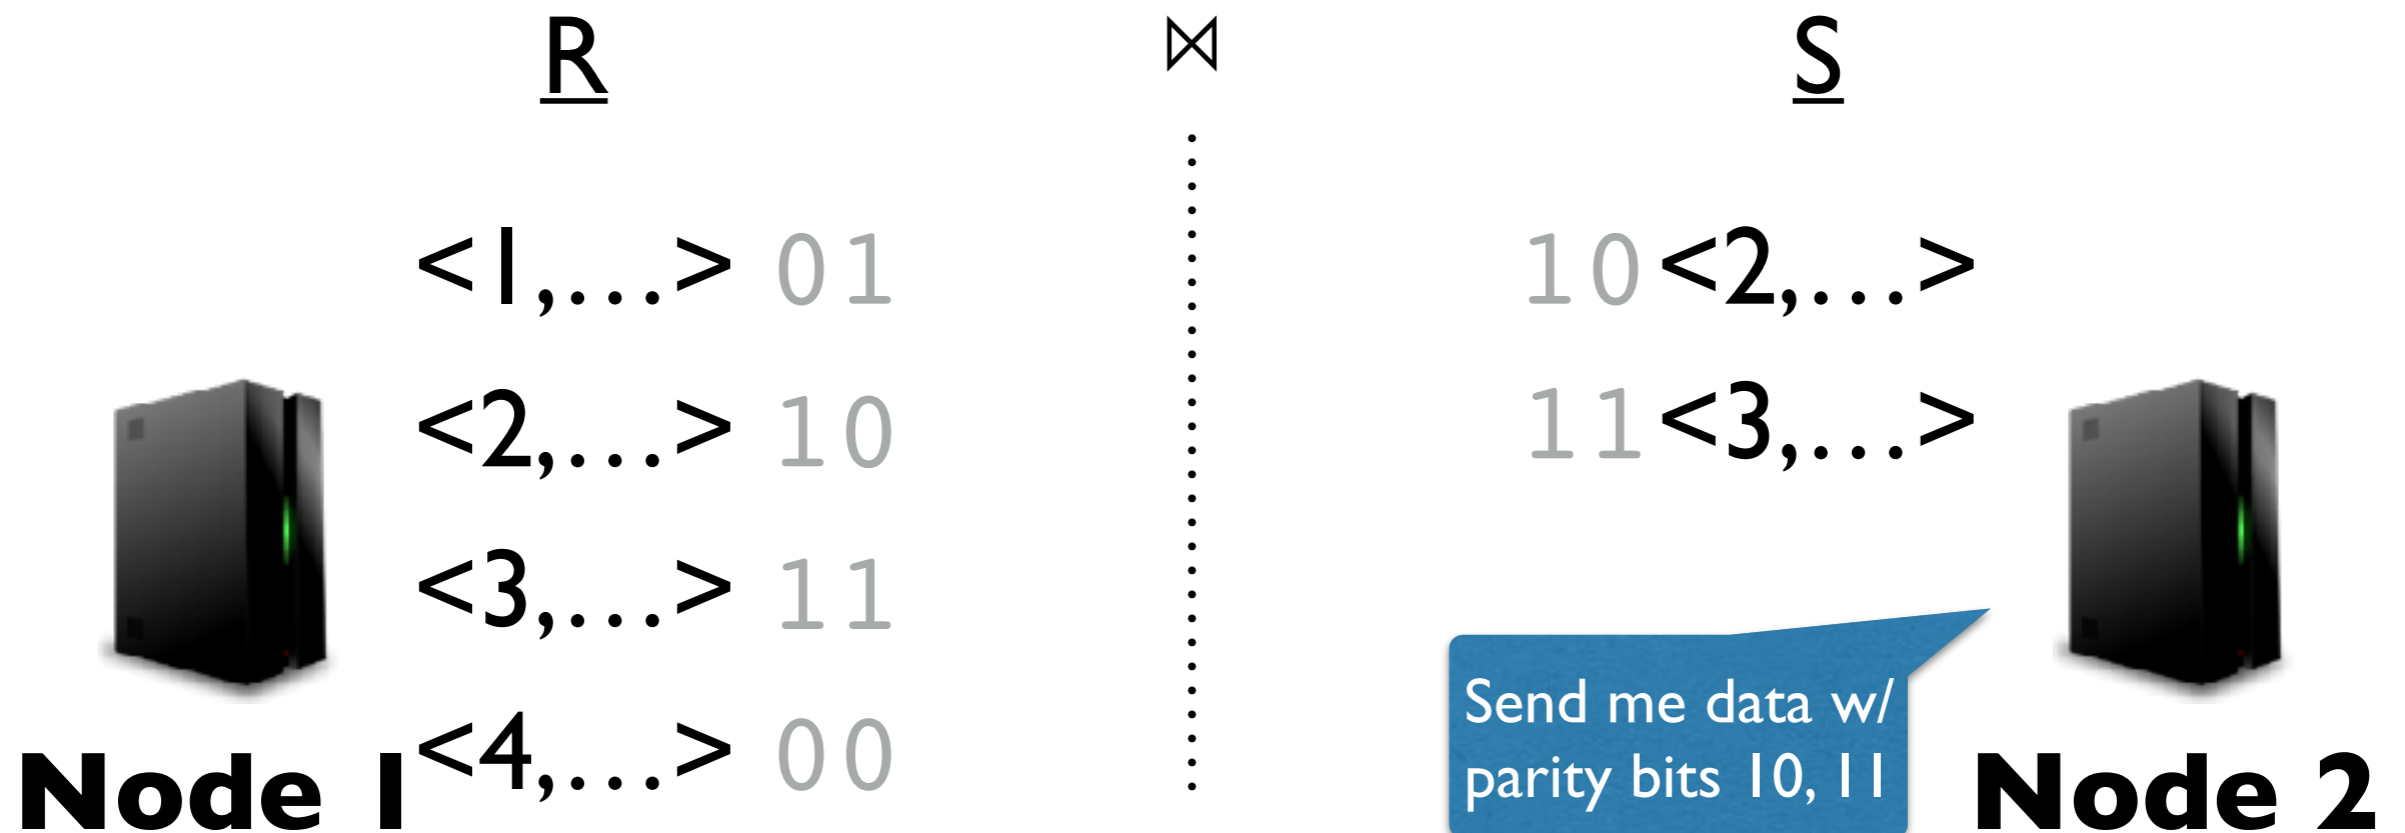 R ⋈ S
<1,...> 01 10 <2,...>
<2,...> 10 11 <3,...>
<3,...> 11
<4,...> 00
Send me data w/
parity bits 10, 11
Node 1 Node 2